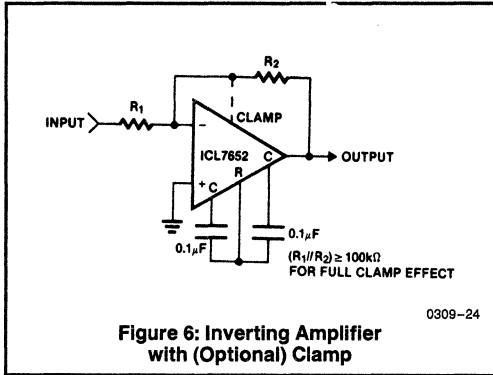 R2
R1
INPUT
CLAMP
−
ICL7652
C
OUTPUT
R
+
C
0.1μF
0.1μF
(R1//R2) ≥ 100kΩ
FOR FULL CLAMP EFFECT
0309–24
Figure 6: Inverting Amplifier
with (Optional) Clamp